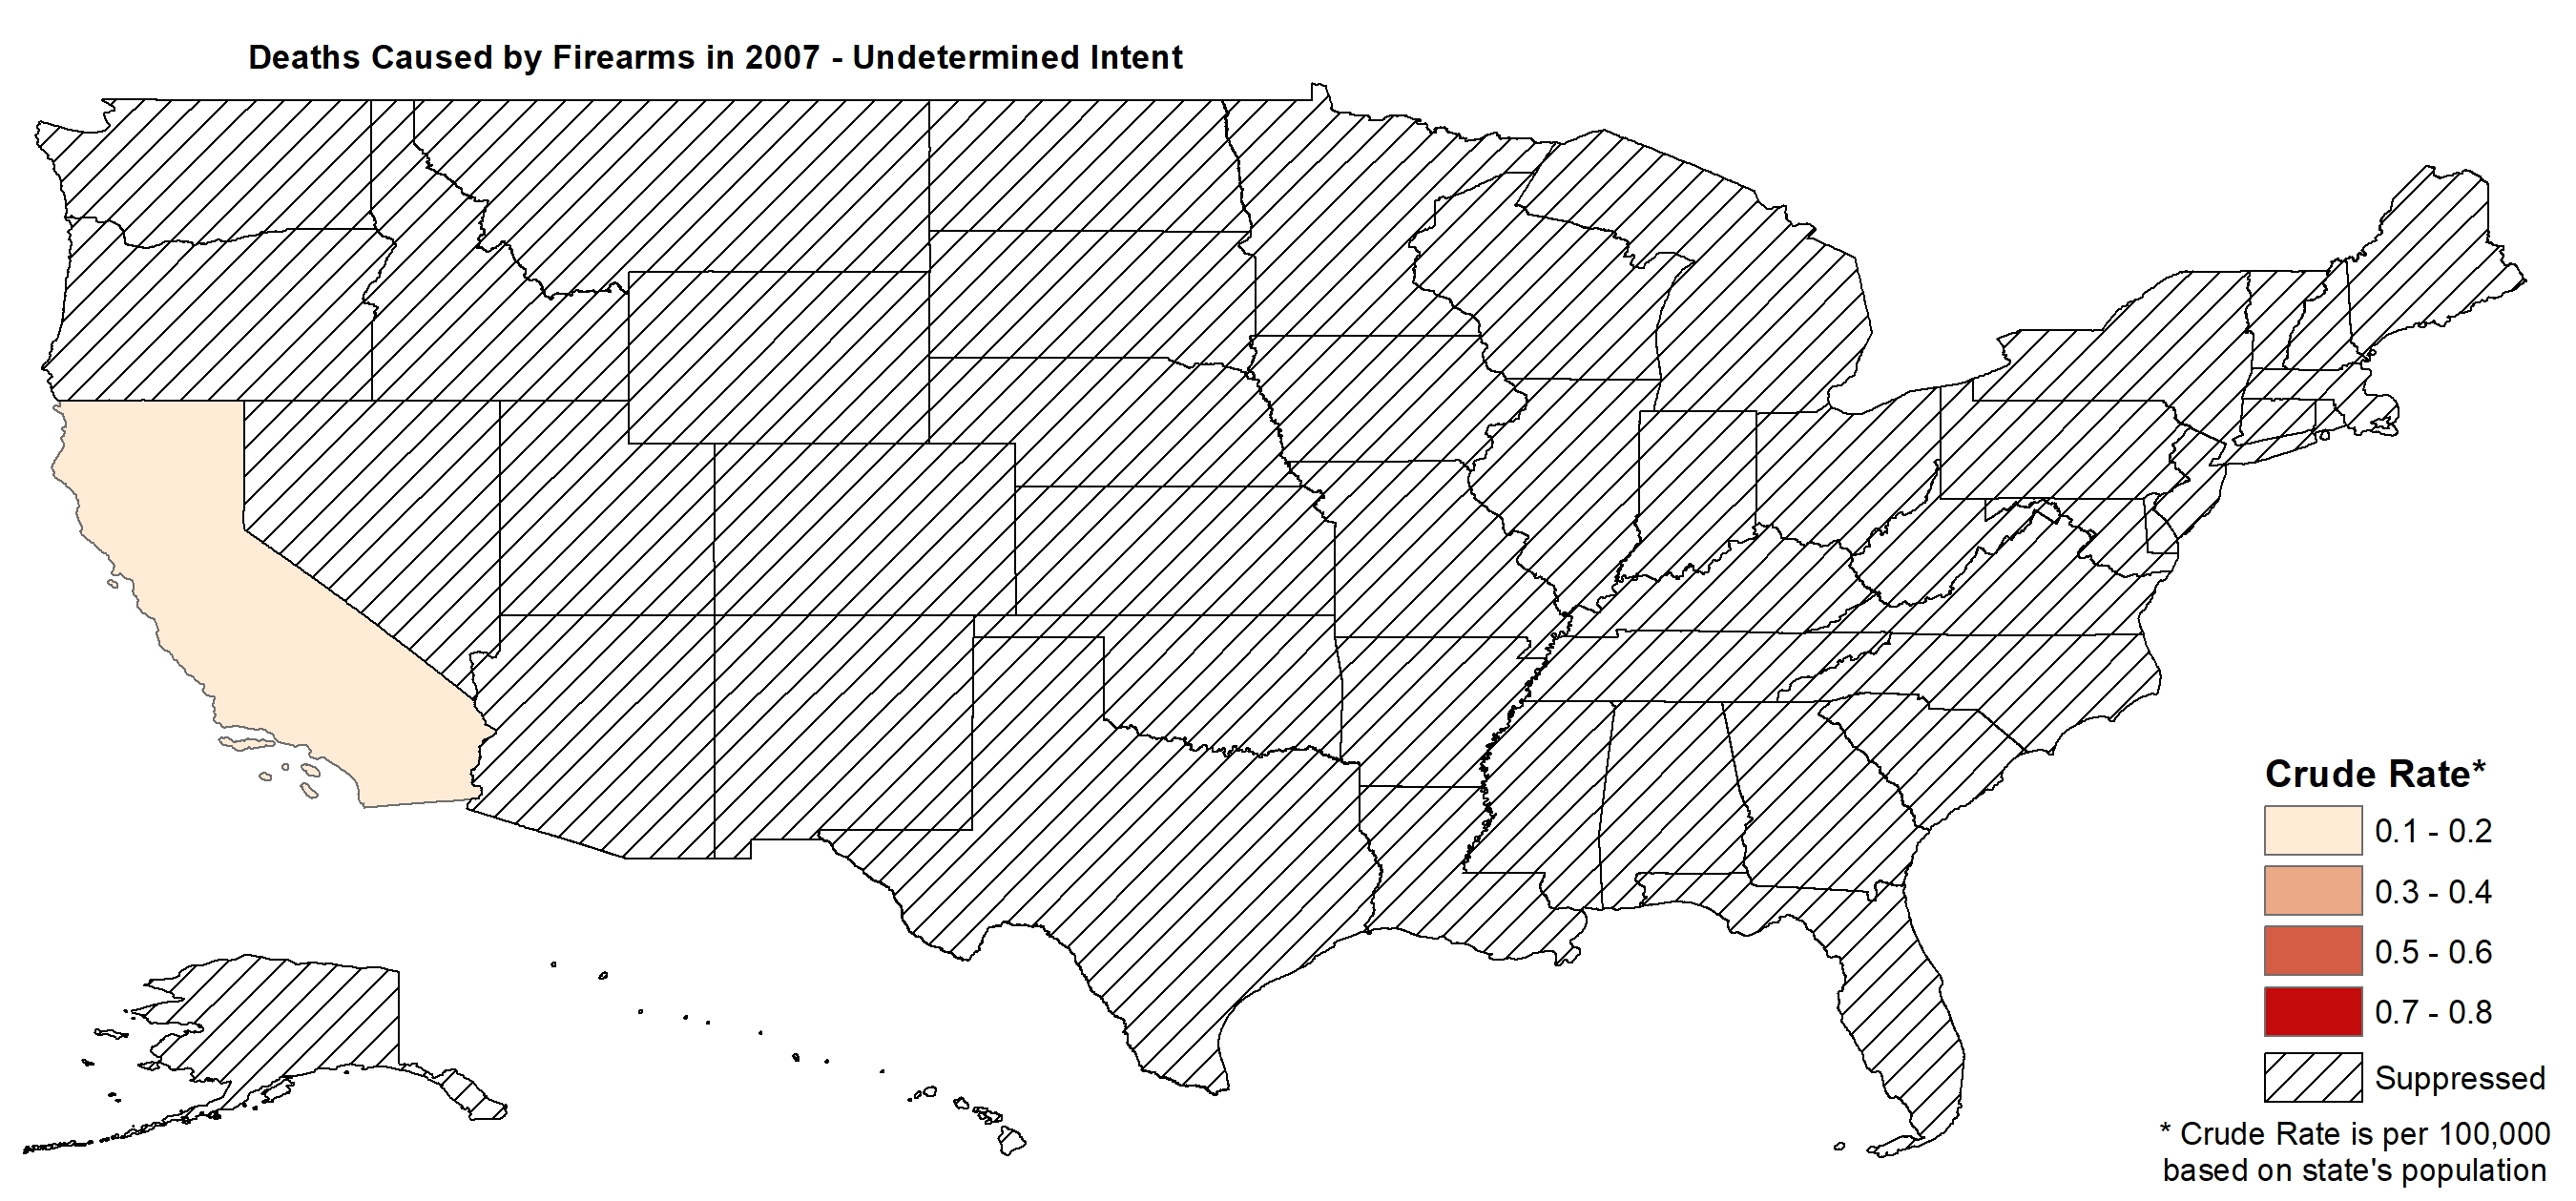 Deaths Caused by Firearms in 2007 - Undetermined Intent
Crude Rate*
0.1 - 0.2
0.3 - 0.4
0.5 - 0.6
0.7 - 0.8
Suppressed
* Crude Rate is per 100,000
based on state's population